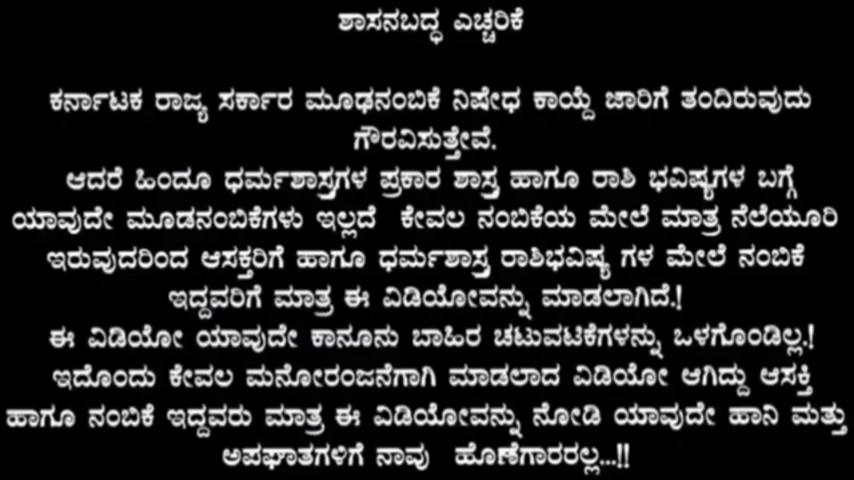 ಶಾಸನಬದ್ಧ ಎಚ್ಚರಿಕೆ
ಕರ್ನಾಟಕ ರಾಜ್ಯ ಸರ್ಕಾರ ಮೂಢನಂಬಿಕೆ ನಿಷೇಧ ಕಾಯ್ದೆ ಜಾರಿಗೆ ತಂದಿರುವುದು
ಗೌರವಿಸುತ್ತೇವೆ.
ಆದರೆ ಹಿಂದೂ ಧರ್ಮಶಾಸ್ತ್ರಗಳ ಪ್ರಕಾರ ಶಾಸ್ತ್ರ ಹಾಗೂ ರಾಶಿ ಭವಿಷ್ಯಗಳ ಬಗ್ಗೆ
ಯಾವುದೇ ಮೂಡನಂಬಿಕೆಗಳು ಇಲ್ಲದೆ ಕೇವಲ ನಂಬಿಕೆಯ ಮೇಲೆ ಮಾತ್ರ ನೆಲೆಯೂರಿ
ಇರುವುದರಿಂದ ಆಸಕ್ತರಿಗೆ ಹಾಗೂ ಧರ್ಮಶಾಸ್ತ್ರ ರಾಶಿಭವಿಷ್ಯ ಗಳ ಮೇಲೆ ನಂಬಿಕೆ
ಇದ್ದವರಿಗೆ ಮಾತ್ರ ಈ ವಿಡಿಯೋವನ್ನು ಮಾಡಲಾಗಿದೆ.!
ಈ ವಿಡಿಯೋ ಯಾವುದೇ ಕಾನೂನು ಬಾಹಿರ ಚಟುವಟಿಕೆಗಳನ್ನು ಒಳಗೊಂಡಿಲ್ಲ.!
ಇದೊಂದು ಕೇವಲ ಮನೋರಂಜನೆಗಾಗಿ ಮಾಡಲಾದ ವಿಡಿಯೋ ಆಗಿದ್ದು ಆಸಕ್ತಿ
ಹಾಗೂ ನಂಬಿಕೆ ಇದ್ದವರು ಮಾತ್ರ ಈ ವಿಡಿಯೋವನ್ನು ನೋಡಿ ಯಾವುದೇ ಹಾನಿ ಮತ್ತು
ಅಪಘಾತಗಳಿಗೆ ನಾವು ಹೊಣೆಗಾರರಲ್ಲ...!!